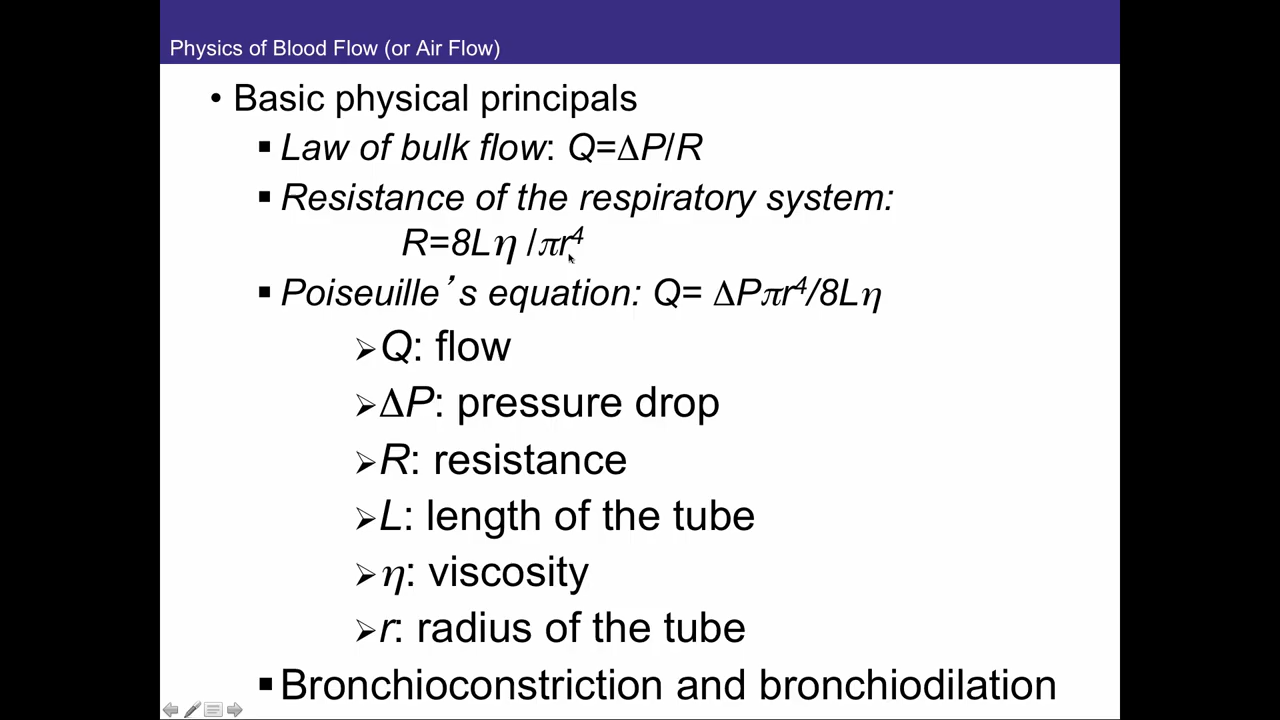 Physics of Blood Flow (or Air Flow)
• Basic physical principals
▪ Law of bulk flow: Q=ΔP/R
▪ Resistance of the respiratory system:
R=8Lη /πr⁴
▪ Poiseuille’s equation: Q= ΔPπr⁴/8Lη
➢Q: flow
➢ΔP: pressure drop
➢R: resistance
➢L: length of the tube
➢η: viscosity
➢r: radius of the tube
▪Bronchioconstriction and bronchiodilation